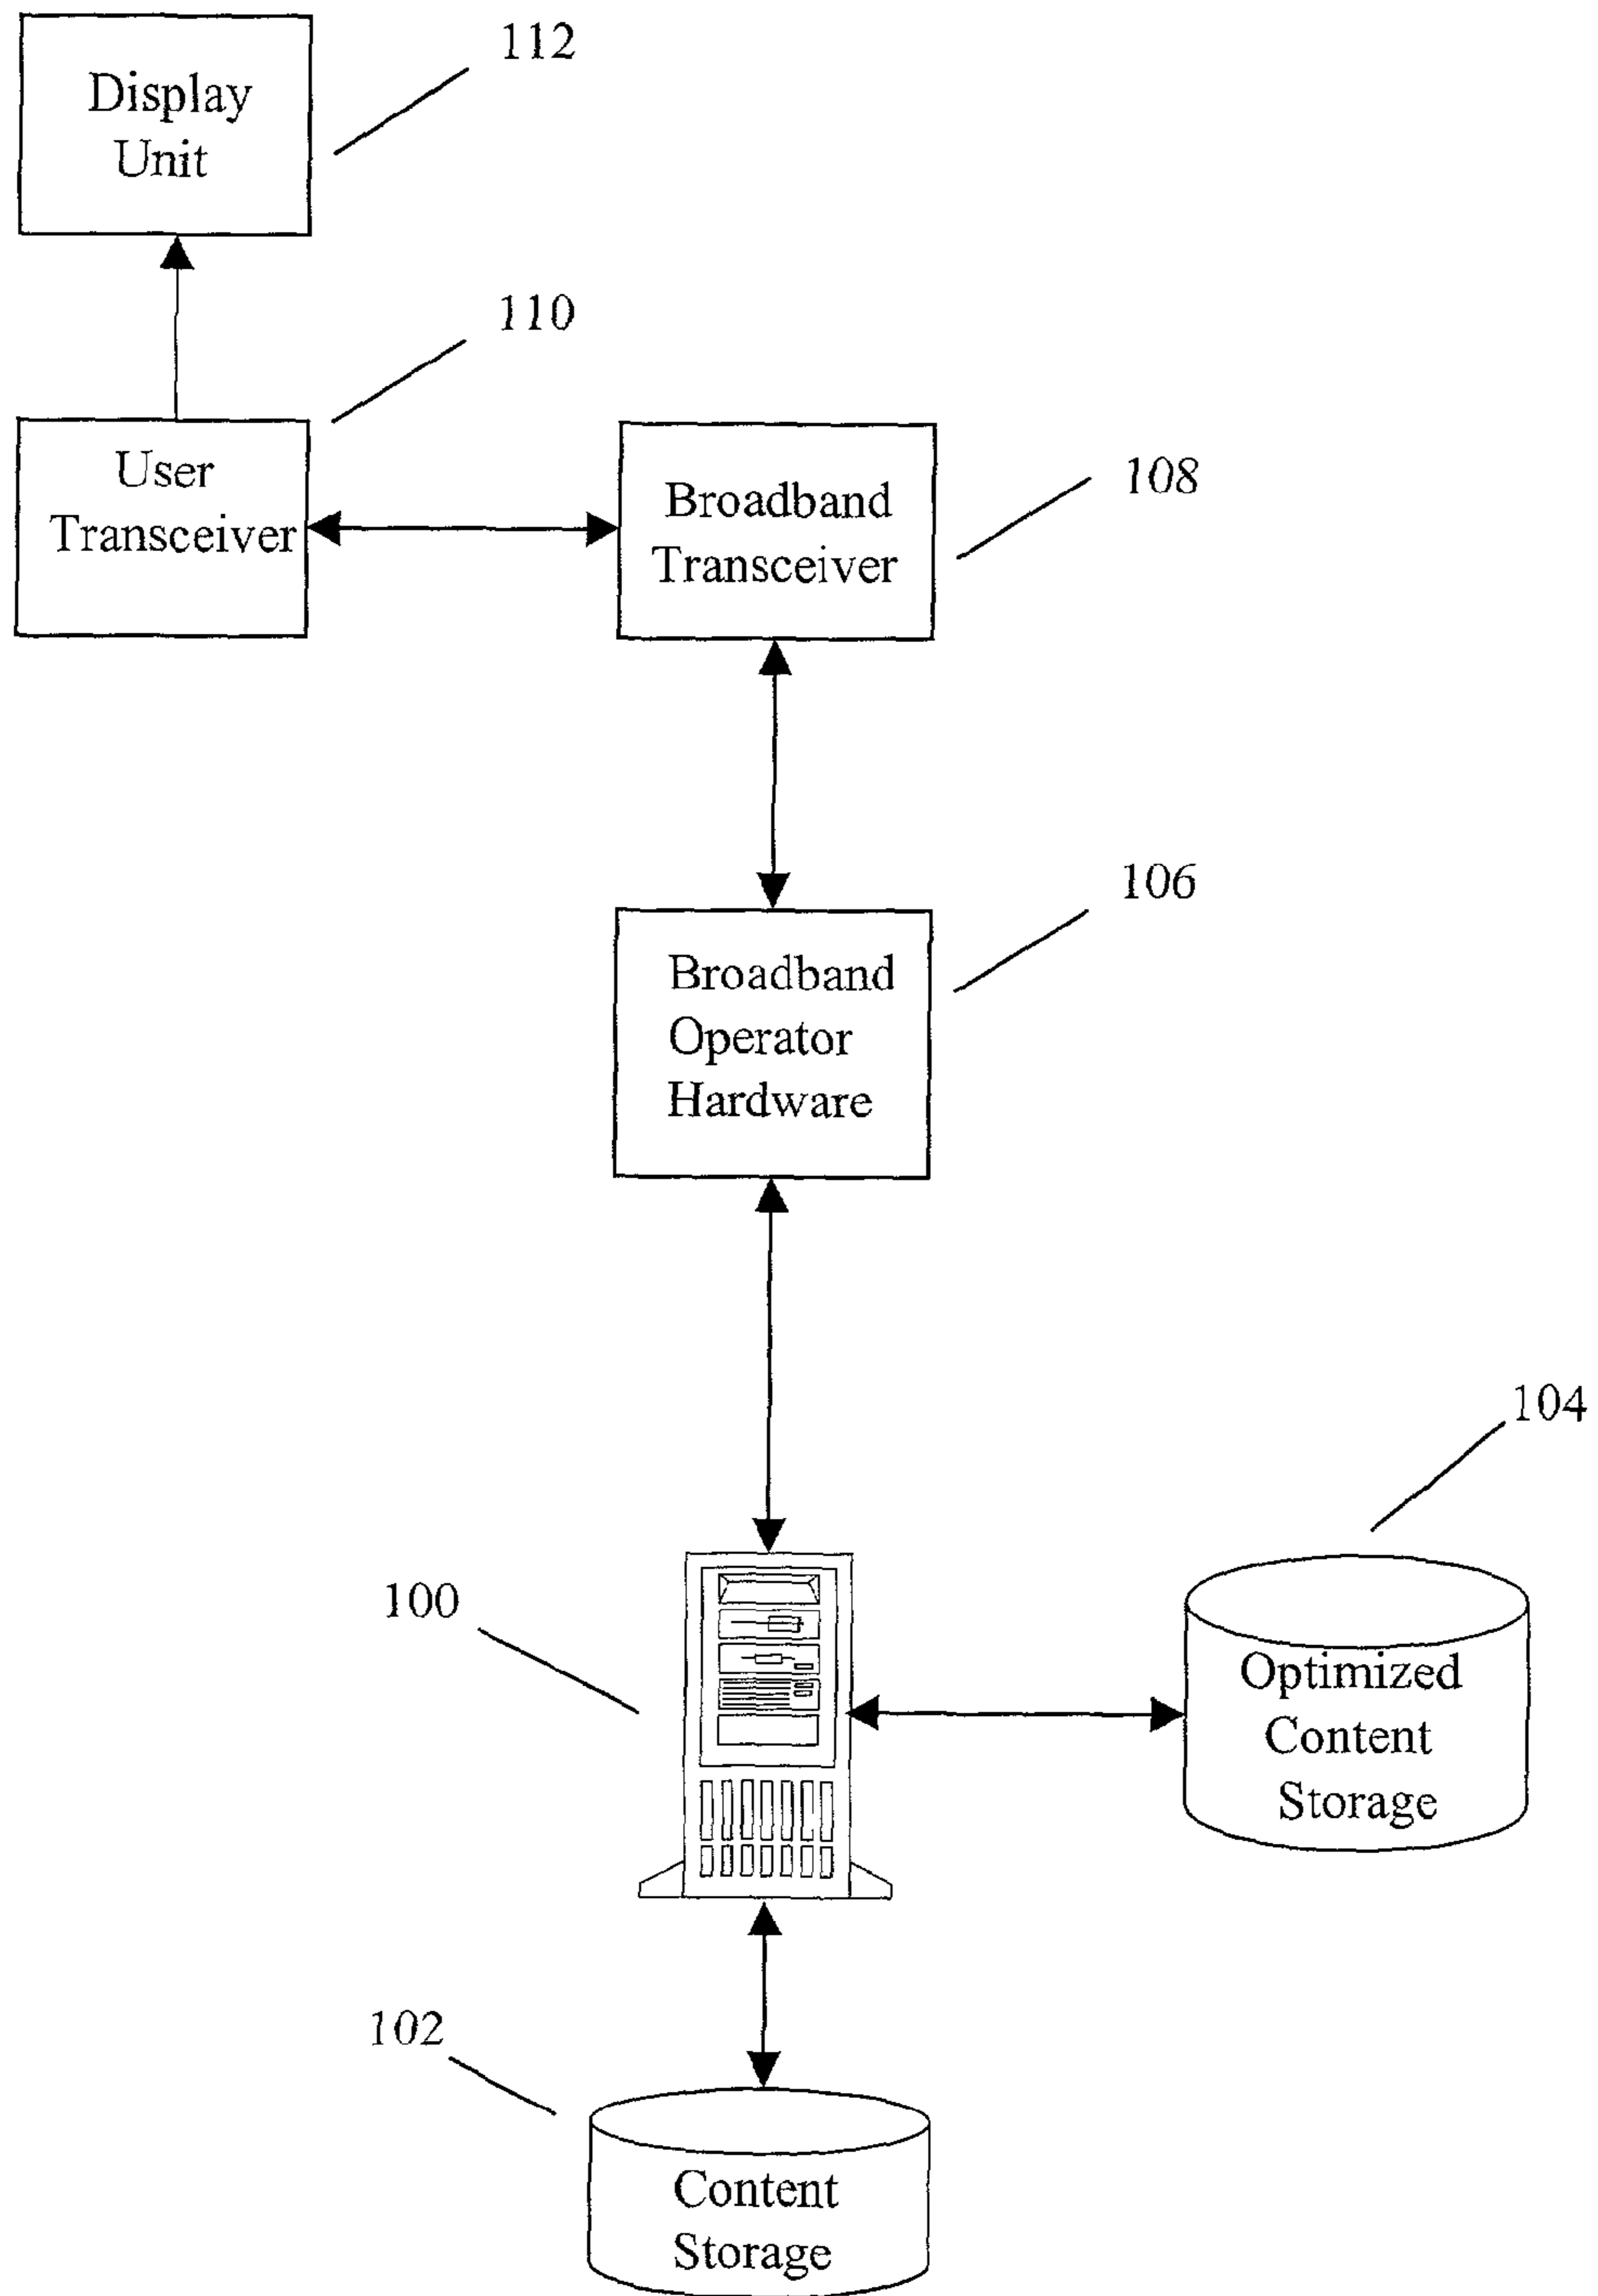 112
Display
Unit
110
User
Transceiver
108
Broadband
Transceiver
106
Broadband
Operator
Hardware
104
100
Optimized
Content
Storage
102
Content
Storage